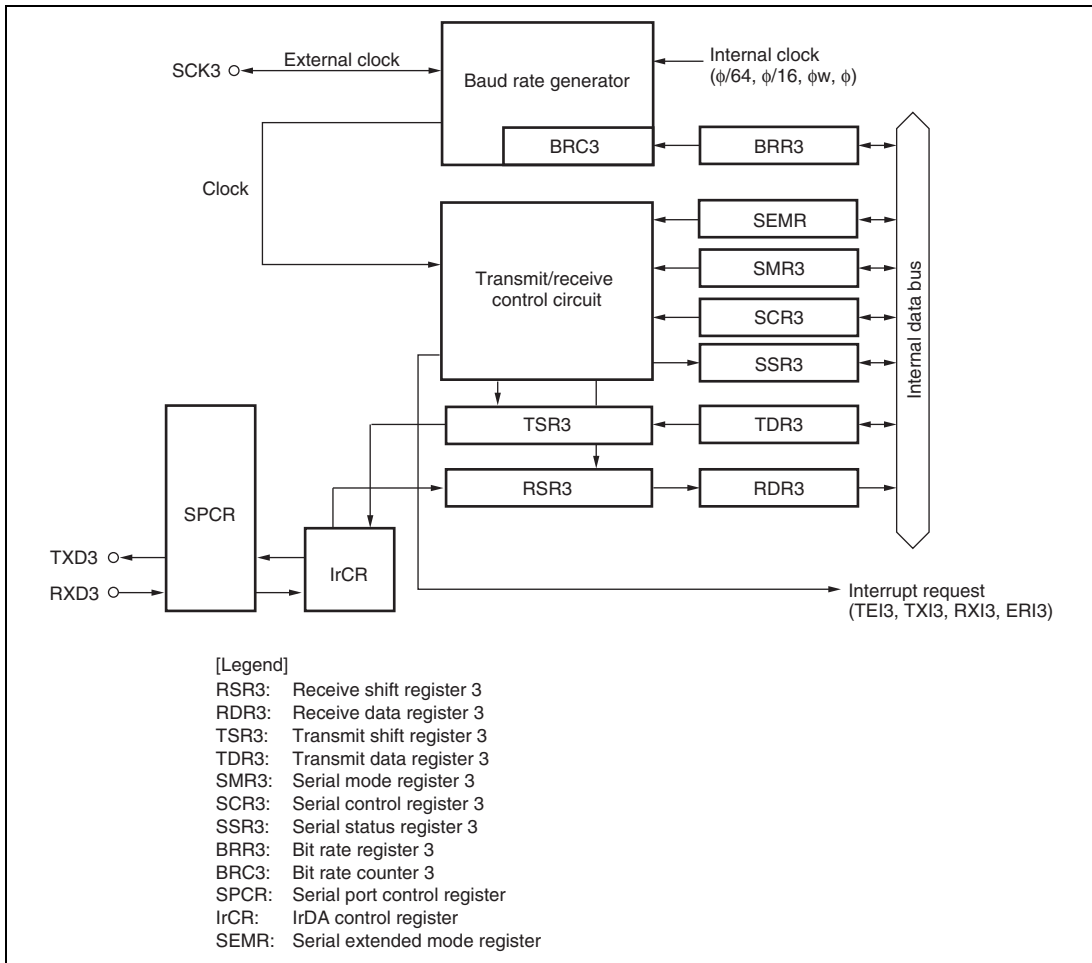 SCK3
External clock
Baud rate generator
Internal clock
(ϕ/64, ϕ/16, ϕw, ϕ)
BRC3
BRR3
Clock
SEMR
SMR3
Transmit/receive
control circuit
SCR3
SSR3
Internal data bus
TSR3
TDR3
RSR3
RDR3
SPCR
IrCR
TXD3
RXD3
Interrupt request
(TEI3, TXI3, RXI3, ERI3)
[Legend]
RSR3: Receive shift register 3
RDR3: Receive data register 3
TSR3: Transmit shift register 3
TDR3: Transmit data register 3
SMR3: Serial mode register 3
SCR3: Serial control register 3
SSR3: Serial status register 3
BRR3: Bit rate register 3
BRC3: Bit rate counter 3
SPCR: Serial port control register
IrCR: IrDA control register
SEMR: Serial extended mode register